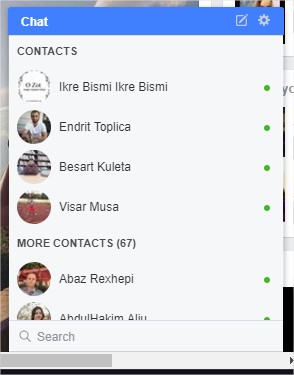 Chat
CONTACTS
Ikre Bismi Ikre Bismi
Endrit Toplica
Besart Kuleta
Visar Musa
MORE CONTACTS (67)
Abaz Rexhepi
AbdulHakim Aliu
Search